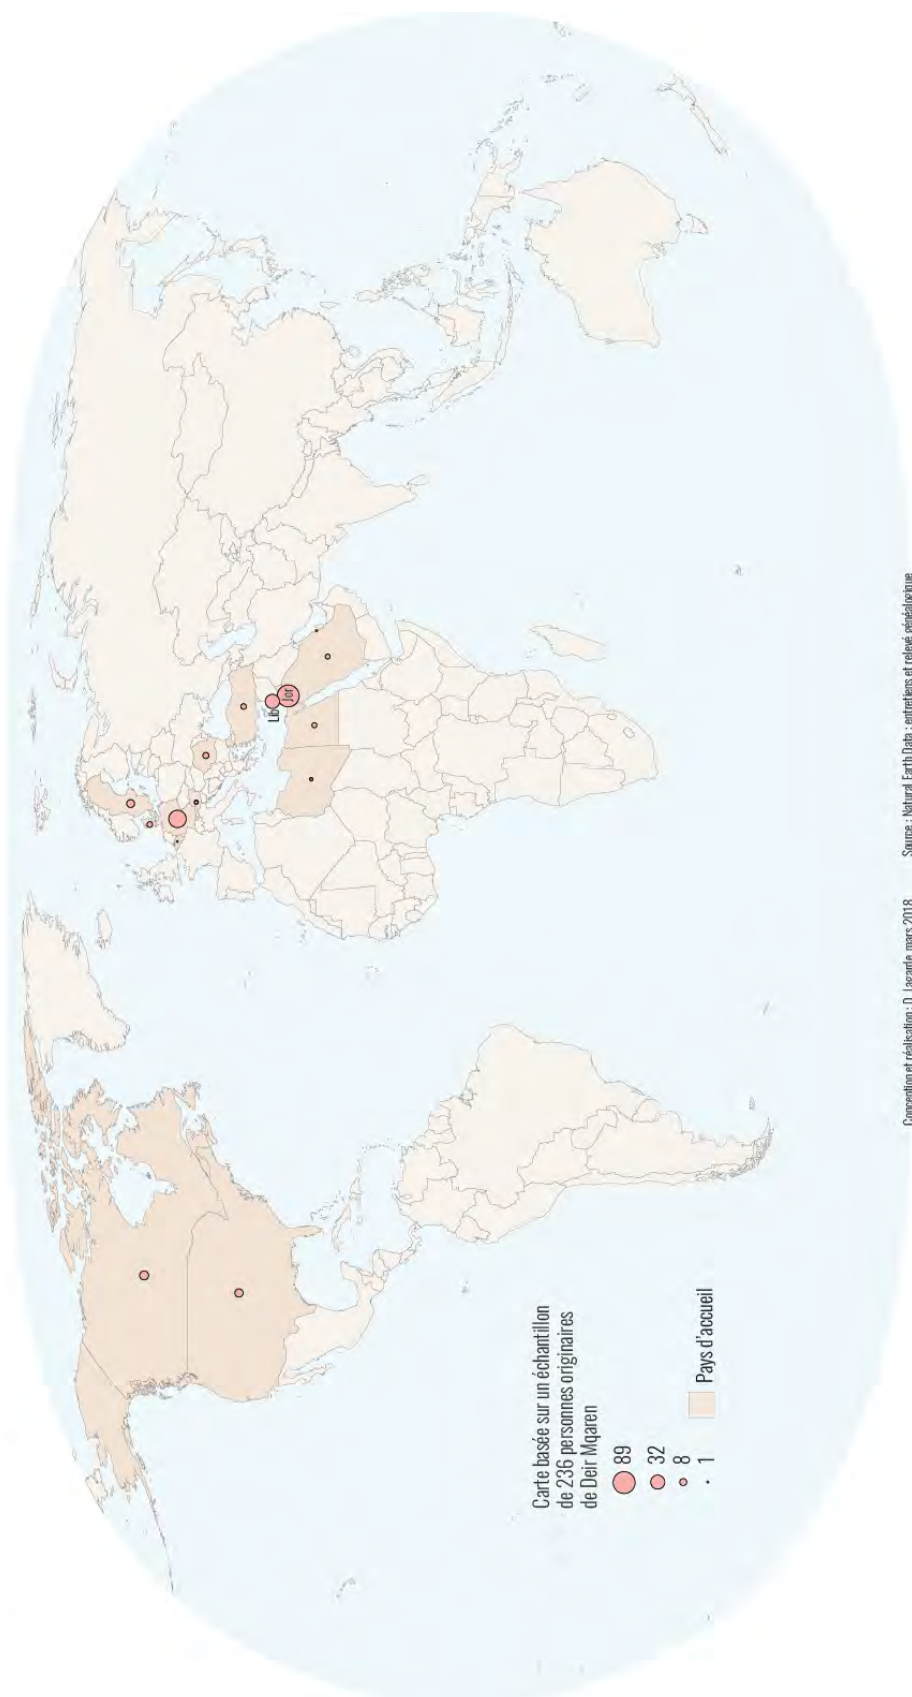 Lib
Jor
Carte basée sur un échantillon
de 236 personnes originaires
de Deir Mqaren
89
32
8
1
Pays d'accueil
Conception et réalisation : D. Lagarde, mars 2018 Source : Natural Earth Data ; entretiens et relevé généalogique